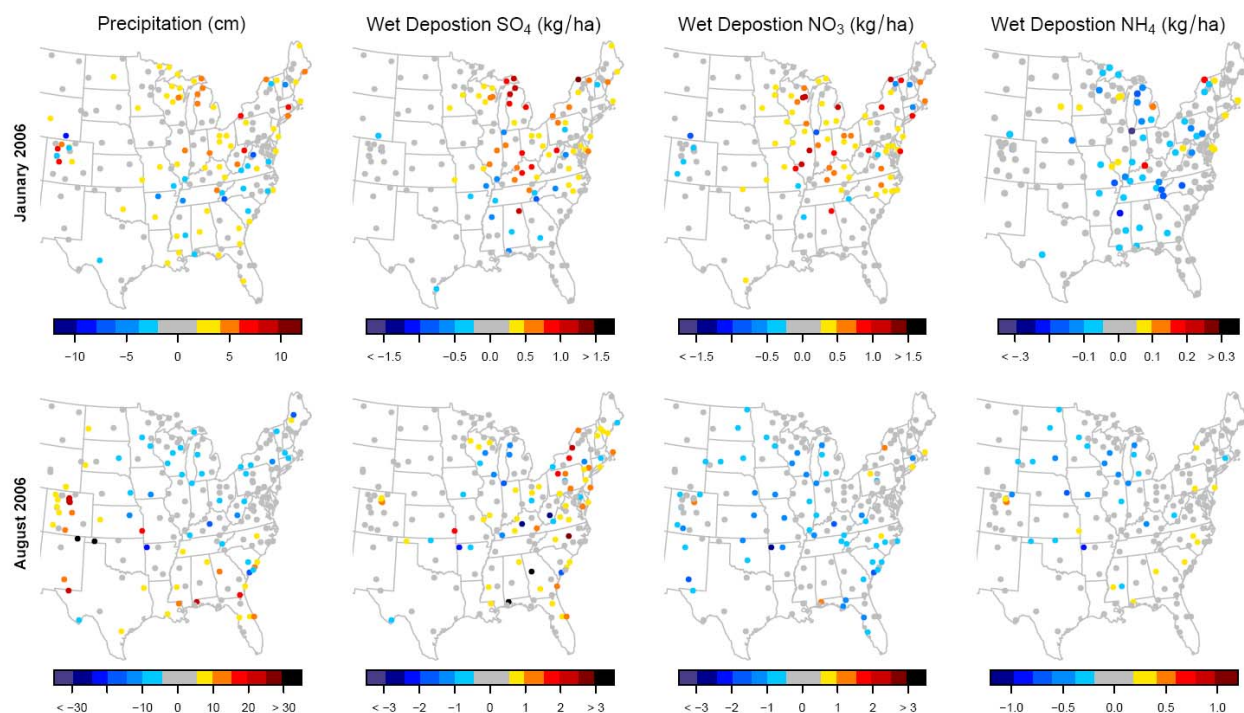 Precipitation (cm)
Wet Depostion SO₄ (kg/ha)
Wet Depostion NO₃ (kg/ha)
Wet Depostion NH₄ (kg/ha)
Jaunary 2006
−10 −5 0 5 10
< −1.5 −0.5 0.0 0.5 1.0 > 1.5
< −1.5 −0.5 0.0 0.5 1.0 > 1.5
< −.3 −0.1 0.0 0.1 0.2 > 0.3
August 2006
< −30 −10 0 10 20 > 30
< −3 −2 −1 0 1 2 > 3
< −3 −2 −1 0 1 2 > 3
−1.0 −0.5 0.0 0.5 1.0